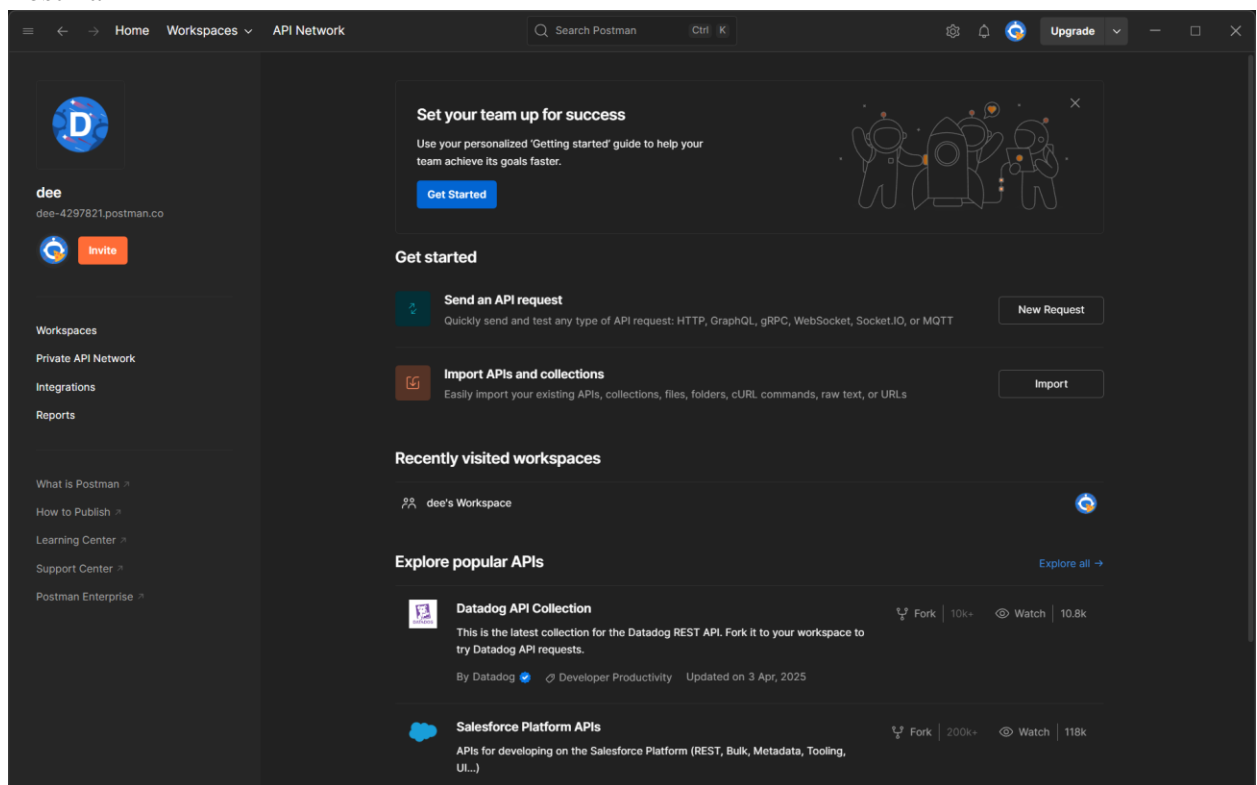 Home Workspaces API Network Search Postman Ctrl K Upgrade
D
dee
dee-4297821.postman.co
Invite
Workspaces
Private API Network
Integrations
Reports
What is Postman
How to Publish
Learning Center
Support Center
Postman Enterprise
Set your team up for success
Use your personalized 'Getting started' guide to help your
team achieve its goals faster.
Get Started
Get started
Send an API request
Quickly send and test any type of API request: HTTP, GraphQL, gRPC, WebSocket, Socket.IO, or MQTT
New Request
Import APIs and collections
Easily import your existing APIs, collections, files, folders, cURL commands, raw text, or URLs
Import
Recently visited workspaces
dee's Workspace
Explore popular APIs
Explore all →
Datadog API Collection
Fork 10k+ Watch 10.8k
This is the latest collection for the Datadog REST API. Fork it to your workspace to
try Datadog API requests.
By Datadog Developer Productivity Updated on 3 Apr, 2025
Salesforce Platform APIs
Fork 200k+ Watch 118k
APIs for developing on the Salesforce Platform (REST, Bulk, Metadata, Tooling,
UI...)